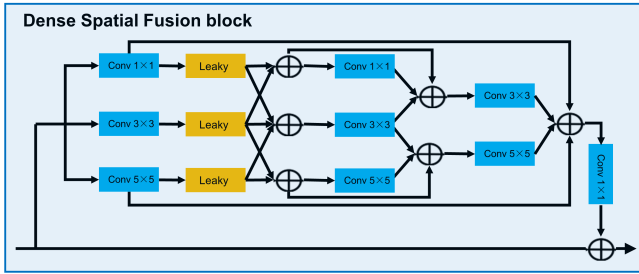 Dense Spatial Fusion block
Conv 1×1 Leaky Conv 1×1
Conv 3×3
Conv 3×3 Leaky Conv 3×3
Conv 5×5
Conv 5×5 Leaky Conv 5×5
Conv 1×1